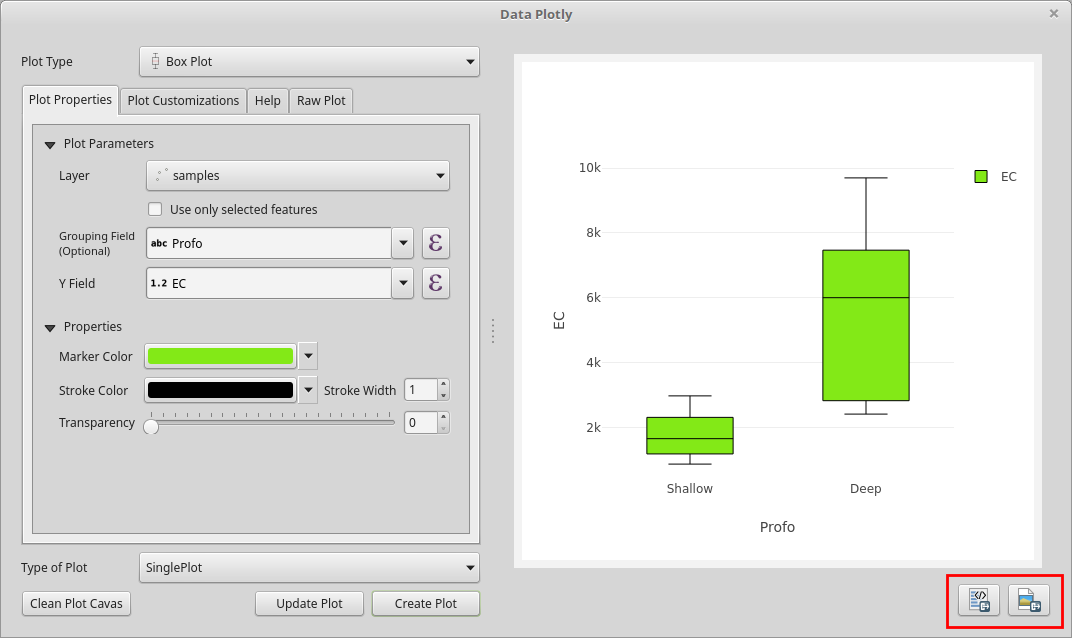 Data Plotly
Plot Type
Box Plot
Plot Properties
Plot Customizations
Help
Raw Plot
Plot Parameters
Layer
samples
Use only selected features
Grouping Field
(Optional)
abc Profo
ε
Y Field
1.2 EC
ε
Properties
Marker Color
Stroke Color
Stroke Width
1
Transparency
0
Type of Plot
SinglePlot
Clean Plot Cavas
Update Plot
Create Plot
10k
8k
6k
4k
2k
EC
Shallow
Deep
Profo
EC
</>